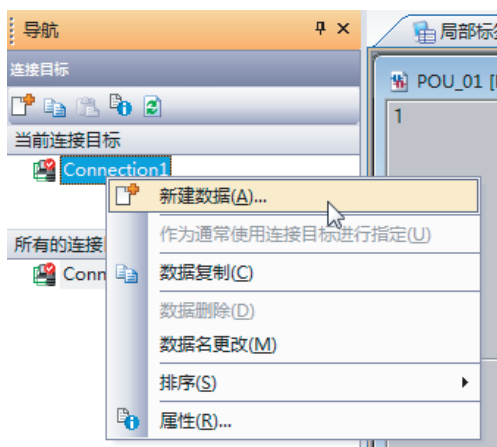 导航
局部标
连接目标
POU_01 [
1
当前连接目标
Connection1
新建数据(A)...
作为通常使用连接目标进行指定(U)
所有的连接
Conn
数据复制(C)
数据删除(D)
数据名更改(M)
排序(S)
属性(R)...